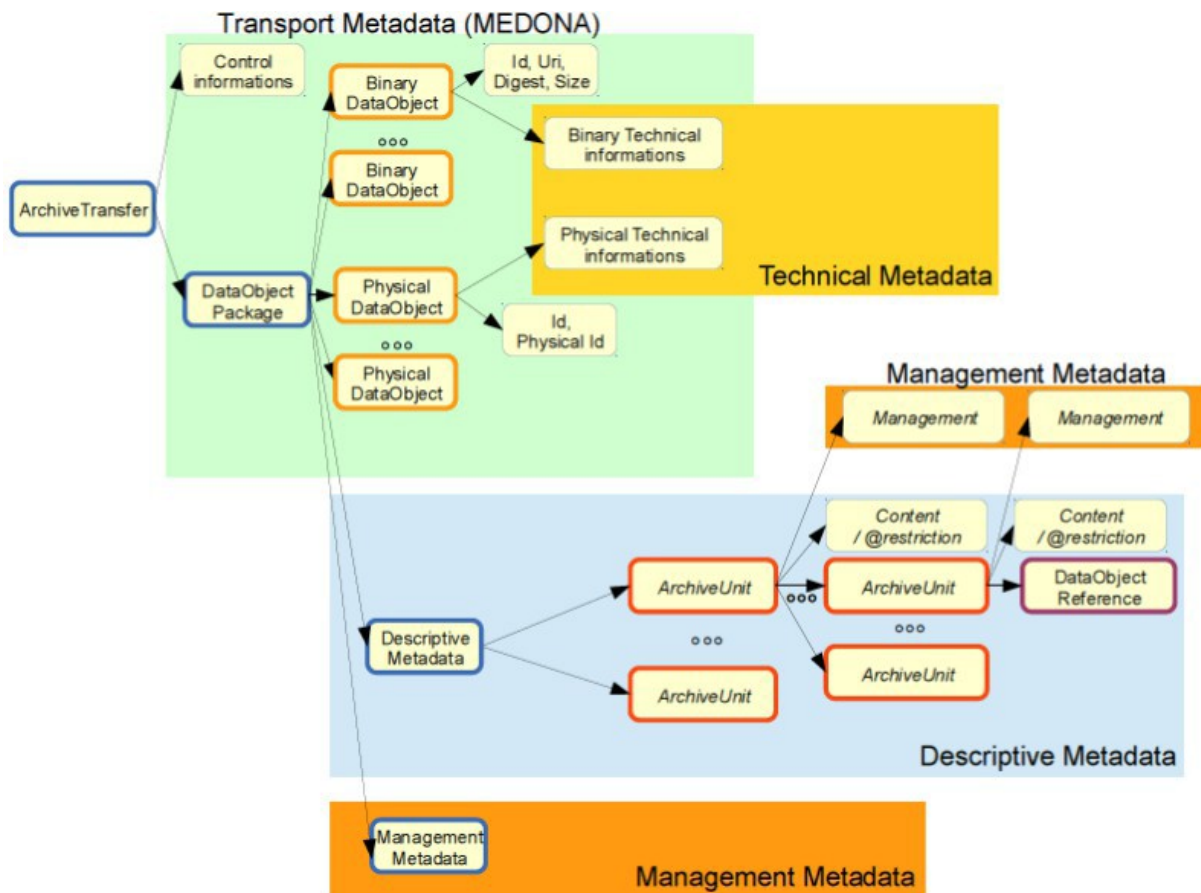 Transport Metadata (MEDONA)
Control
informations
Binary
DataObject
Id, Uri,
Digest, Size
Binary Technical
informations
Binary
DataObject
ArchiveTransfer
Physical Technical
informations
Technical Metadata
DataObject
Package
Physical
DataObject
Id,
Physical Id
Physical
DataObject
Management Metadata
Management
Management
Content
/ @restriction
Content
/ @restriction
ArchiveUnit
ArchiveUnit
DataObject
Reference
Descriptive
Metadata
ArchiveUnit
ArchiveUnit
Descriptive Metadata
Management
Metadata
Management Metadata